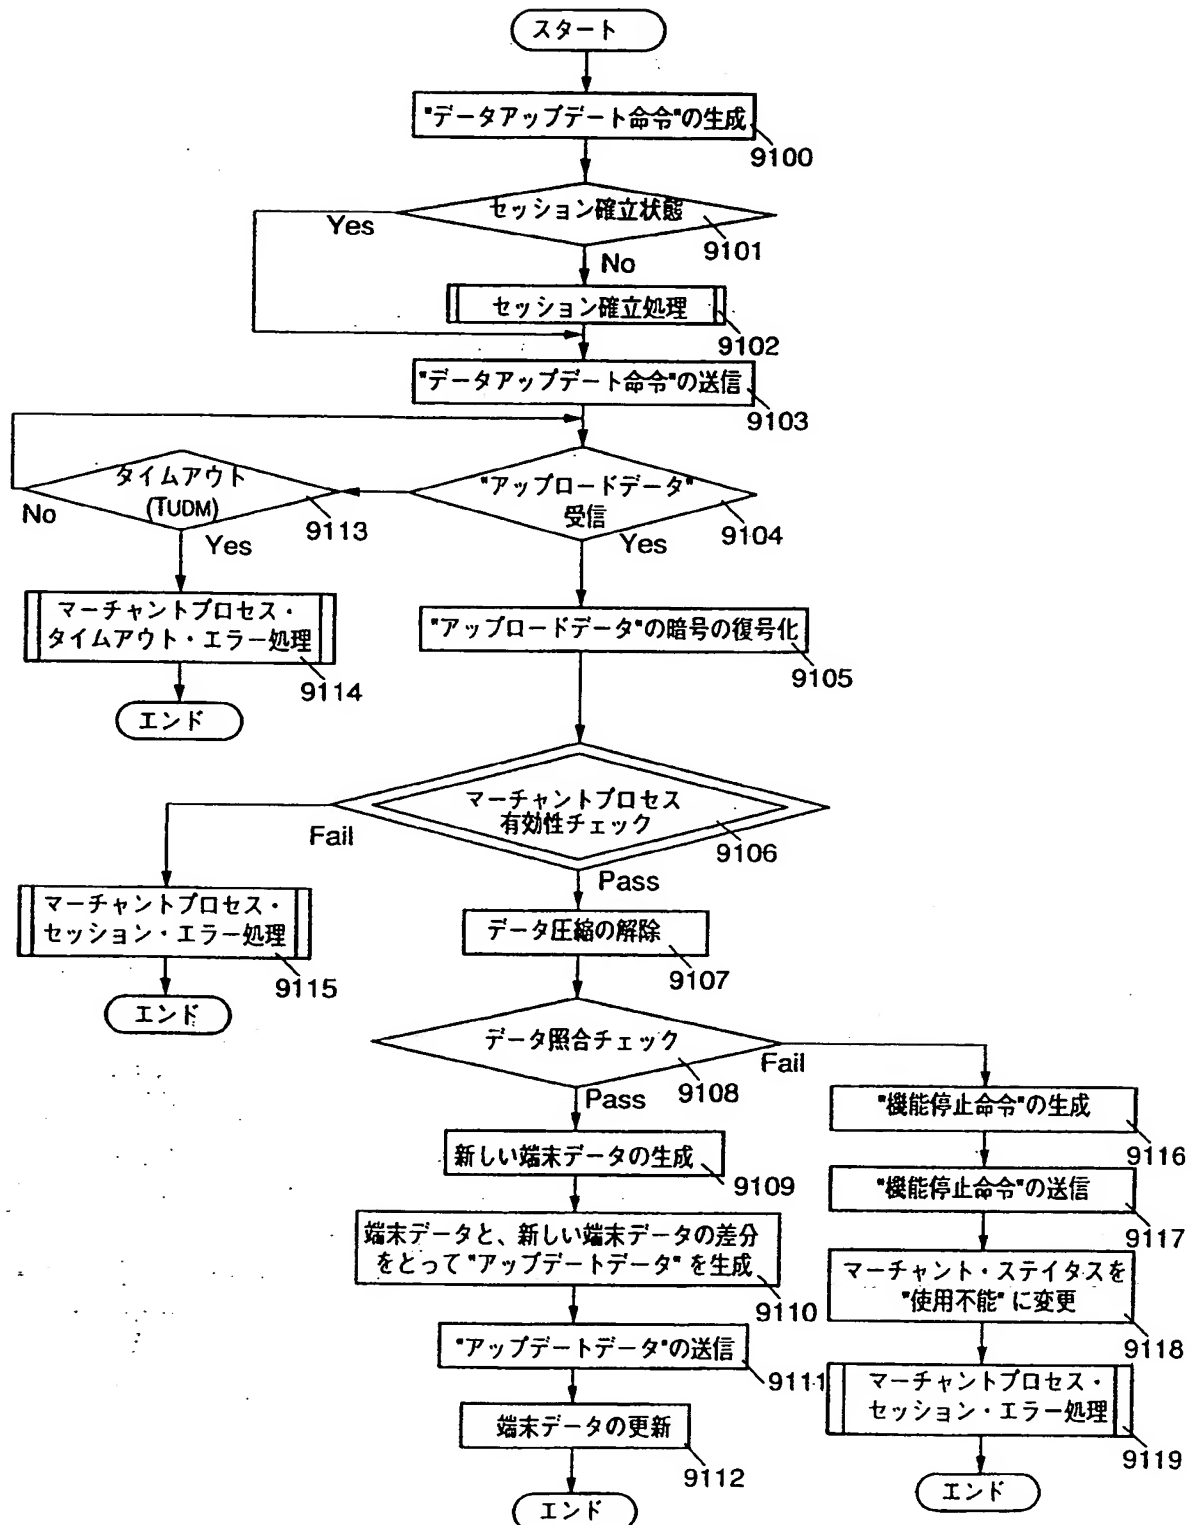 スタート
"データアップデート命令"の生成
9100
セッション確立状態
9101
Yes
No
セッション確立処理
9102
"データアップデート命令"の送信
9103
タイムアウト
(TUDM)
9113
No
Yes
"アップロードデータ"
受信
9104
Yes
マーチャントプロセス・
タイムアウト・エラー処理
9114
エンド
"アップロードデータ"の暗号の復号化
9105
マーチャントプロセス
有効性チェック
9106
Fail
Pass
マーチャントプロセス・
セッション・エラー処理
9115
エンド
データ圧縮の解除
9107
データ照合チェック
9108
Fail
Pass
"機能停止命令"の生成
9116
新しい端末データの生成
9109
"機能停止命令"の送信
9117
端末データと、新しい端末データの差分
をとって"アップデートデータ"を生成
9110
マーチャント・ステイタスを
"使用不能"に変更
9118
"アップデートデータ"の送信
9111
マーチャントプロセス・
セッション・エラー処理
9119
端末データの更新
9112
エンド
エンド